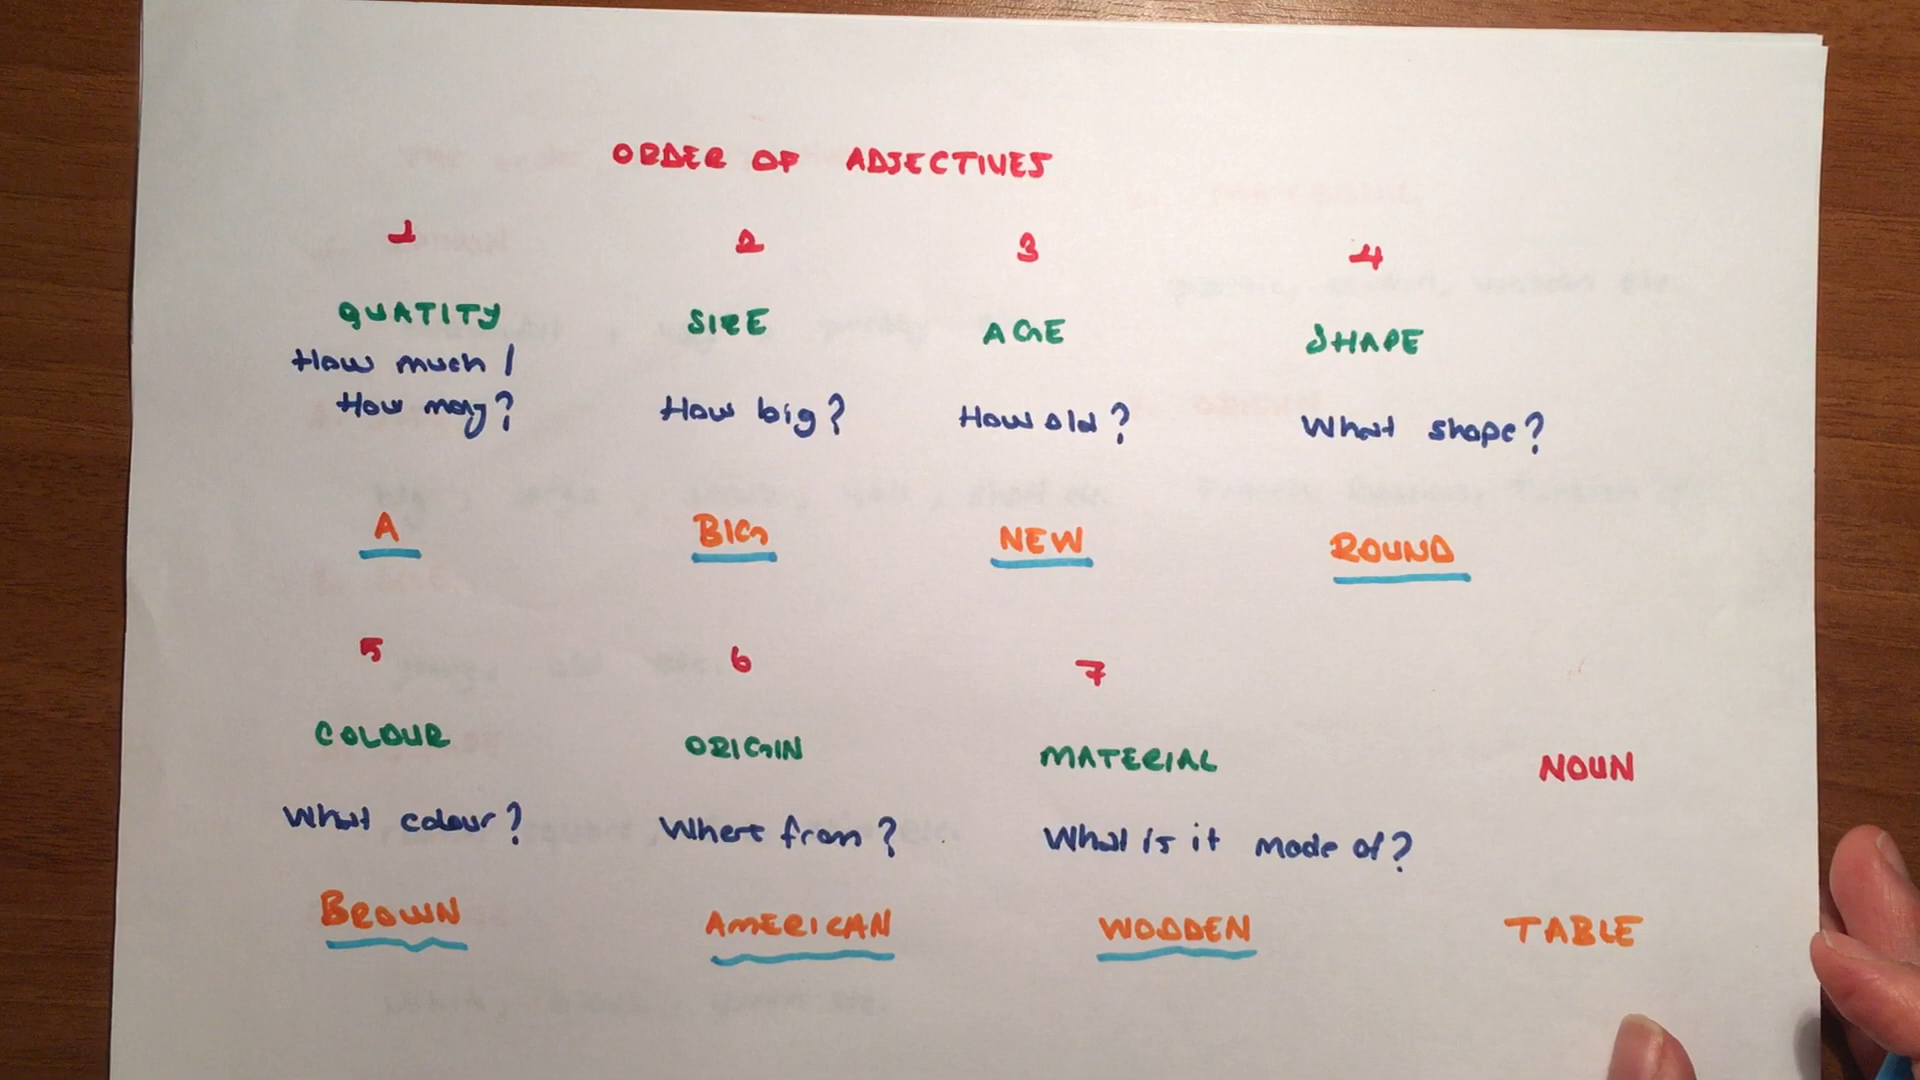 ORDER OF ADJECTIVES
1 2 3 4
QUATITY SIZE AGE SHAPE
How much /
How many? How big? How old? What shape?
A BIG NEW ROUND
5 6 7
COLOUR ORIGIN MATERIAL NOUN
What colour? Where from? What is it made of?
BROWN AMERICAN WOODEN TABLE